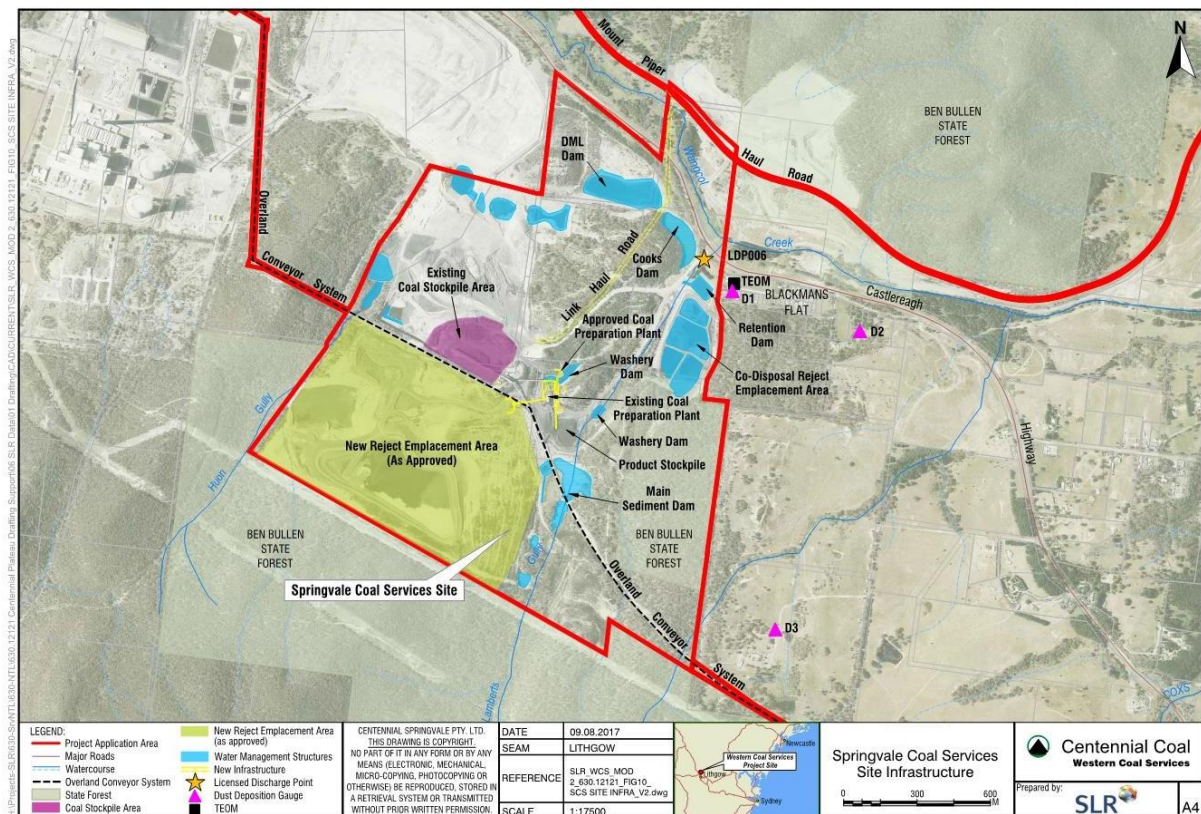 N
Mount
Piper
Haul
Road
BEN BULLEN
STATE
FOREST
Wangcol
Creek
DML
Dam
Overland
Conveyor
System
Link
Haul
Road
Cooks
Dam
LDP006
TEOM
D1
BLACKMANS
FLAT
Castlereagh
Highway
D2
Existing
Coal Stockpile Area
Approved Coal
Preparation Plant
Washery
Dam
Retention
Dam
Co-Disposal Reject
Emplacement Area
Existing Coal
Preparation Plant
Washery Dam
Product Stockpile
New Reject Emplacement Area
(As Approved)
Huon
Gully
Main
Sediment Dam
BEN BULLEN
STATE
FOREST
BEN BULLEN
STATE
FOREST
Springvale Coal Services Site
Overland
Conveyor
System
Lamberts
Gully
D3
COXS
LEGEND:
Project Application Area
Major Roads
Watercourse
Overland Conveyor System
State Forest
Coal Stockpile Area
New Reject Emplacement Area
(as approved)
Water Management Structures
New Infrastructure
Licensed Discharge Point
Dust Deposition Gauge
TEOM
CENTENNIAL SPRINGVALE PTY. LTD.
THIS DRAWING IS COPYRIGHT.
NO PART OF IT IN ANY FORM OR BY ANY
MEANS (ELECTRONIC, MECHANICAL,
MICRO-COPYING, PHOTOCOPYING OR
OTHERWISE) BE REPRODUCED, STORED IN
A RETRIEVAL SYSTEM OR TRANSMITTED
WITHOUT PRIOR WRITTEN PERMISSION.
DATE 09.08.2017
SEAM LITHGOW
REFERENCE SLR_WCS_MOD
2_630.12121_FIG10_
SCS SITE INFRA_V2.dwg
SCALE 1:17500
Newcastle
Western Coal Services
Project Site
Lithgow
Sydney
Springvale Coal Services
Site Infrastructure
0 300 600
M
Centennial Coal
Western Coal Services
Prepared by:
SLR
A4